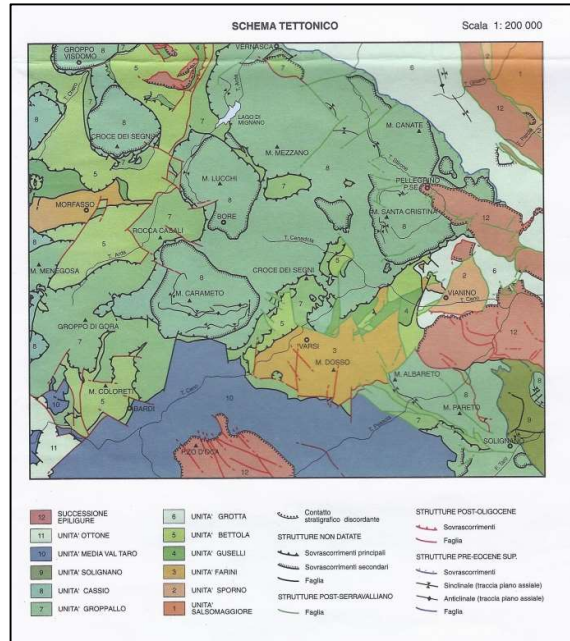 SCHEMA TETTONICO
Scala 1: 200 000
GROPPO VISDOMO
VERNASCA
LAGO DI MIGNANO
CROCE DEI SEGNI
M. CANATE
M. MEZZANO
M. LUCCHI
PELLEGRINO P.SE
MORFASSO
BORE
M. SANTA CRISTINA
ROCCA CASALI
M. MENEGOSA
CROCE DEI SEGNI
VIANINO
M. CARAMETO
GROPPO DI GORA
VARSI
M. DOSSO
M. ALBARETO
M. COLORETI
M. PARETO
BARDI
SOLIGNANO
P.ZO D'OCA
12 SUCCESSIONE EPILIGURE
11 UNITA' OTTONE
10 UNITA' MEDIA VAL TARO
9 UNITA' SOLIGNANO
8 UNITA' CASSIO
7 UNITA' GROPPALLO
6 UNITA' GROTTA
5 UNITA' BETTOLA
4 UNITA' GUSELLI
3 UNITA' FARINI
2 UNITA' SPORNO
1 UNITA' SALSOMAGGIORE
Contatto stratigrafico discordante
STRUTTURE NON DATATE
Sovrascorrimenti principali
Sovrascorrimenti secondari
Faglia
STRUTTURE POST-SERRAVALLIANO
Faglia
STRUTTURE POST-OLIGOCENE
Sovrascorrimenti
Faglia
STRUTTURE PRE-EOCENE SUP.
Sovrascorrimenti
Sinclinale (traccia piano assiale)
Anticlinale (traccia piano assiale)
Faglia